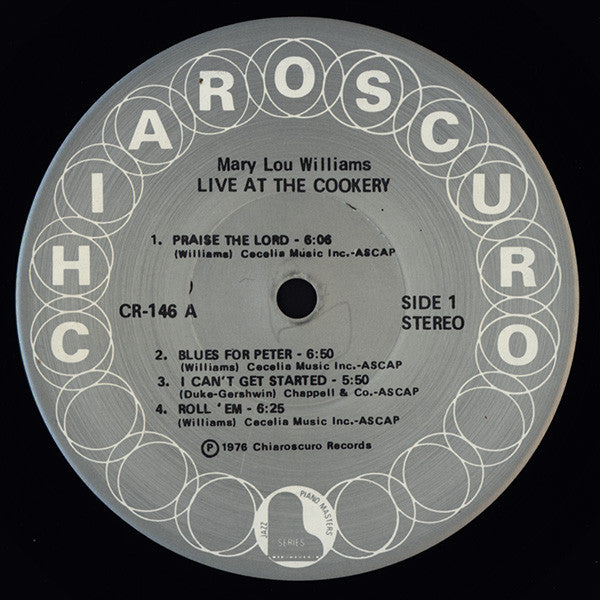 CHIAROSCURO
Mary Lou Williams
LIVE AT THE COOKERY
1. PRAISE THE LORD - 6:06
(Williams) Cecelia Music Inc.-ASCAP
CR-146 A
SIDE 1
STEREO
2. BLUES FOR PETER - 6:50
(Williams) Cecelia Music Inc.-ASCAP
3. I CAN'T GET STARTED - 5:50
(Duke-Gershwin) Chappell & Co.-ASCAP
4. ROLL 'EM - 6:25
(Williams) Cecelia Music Inc.-ASCAP
Ⓟ 1976 Chiaroscuro Records
JAZZ PIANO MASTERS
SERIES